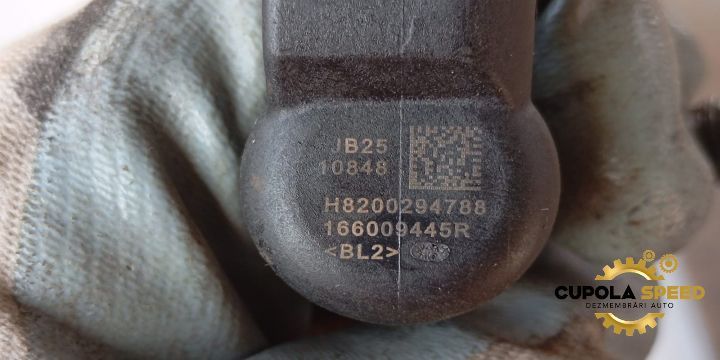 JB25
10848
H8200294788
166009445R
<BL2>
CUPOLA SPEED
DEZMEMBRĂRI AUTO